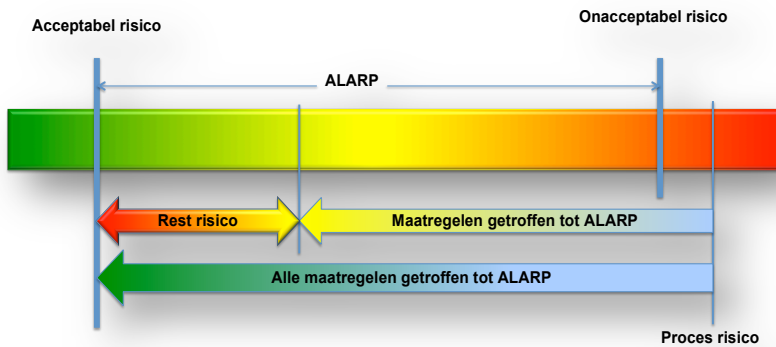 Acceptabel risico
Onacceptabel risico
ALARP
Rest risico
Maatregelen getroffen tot ALARP
Alle maatregelen getroffen tot ALARP
Proces risico